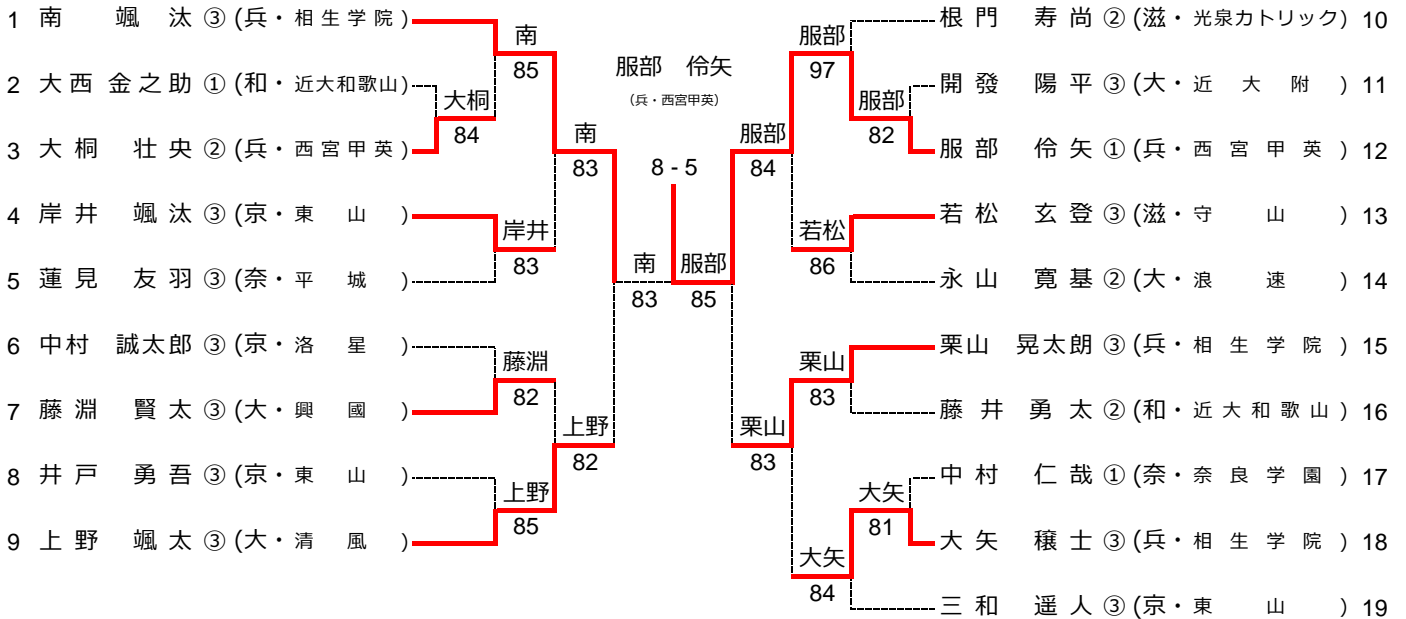 1 南 颯汰 ③ (兵・相生学院)
2 大西 金之助 ① (和・近大和歌山)
3 大桐 壮央 ② (兵・西宮甲英)
4 岸井 颯汰 ③ (京・東山)
5 蓮見 友羽 ③ (奈・平城)
6 中村 誠太郎 ③ (京・洛星)
7 藤淵 賢太 ③ (大・興國)
8 井戸 勇吾 ③ (京・東山)
9 上野 颯太 ③ (大・清風)
大桐
84
南
85
岸井
83
藤淵
82
上野
85
南
83
上野
82
南
83
服部 伶矢
(兵・西宮甲英)
8 - 5
服部
85
服部
84
栗山
83
服部
97
若松
86
栗山
83
大矢
84
服部
82
大矢
81
根門 寿尚 ② (滋・光泉カトリック) 10
開發 陽平 ③ (大・近大附) 11
服部 伶矢 ① (兵・西宮甲英) 12
若松 玄登 ③ (滋・守山) 13
永山 寛基 ② (大・浪速) 14
栗山 晃太朗 ③ (兵・相生学院) 15
藤井 勇太 ② (和・近大和歌山) 16
中村 仁哉 ① (奈・奈良学園) 17
大矢 穣士 ③ (兵・相生学院) 18
三和 遥人 ③ (京・東山) 19